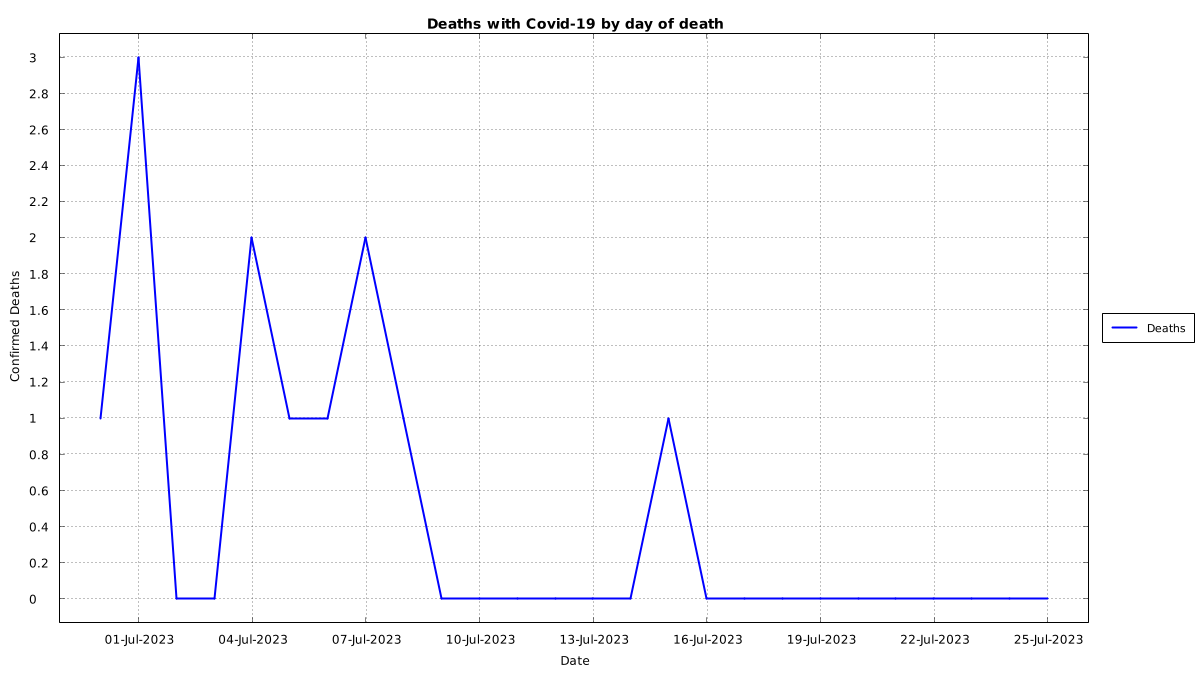 Deaths with Covid-19 by day of death
3
2.8
2.6
2.4
2.2
2
1.8
1.6
1.4
1.2
1
0.8
0.6
0.4
0.2
0
Confirmed Deaths
01-Jul-2023
04-Jul-2023
07-Jul-2023
10-Jul-2023
13-Jul-2023
16-Jul-2023
19-Jul-2023
22-Jul-2023
25-Jul-2023
Date
Deaths